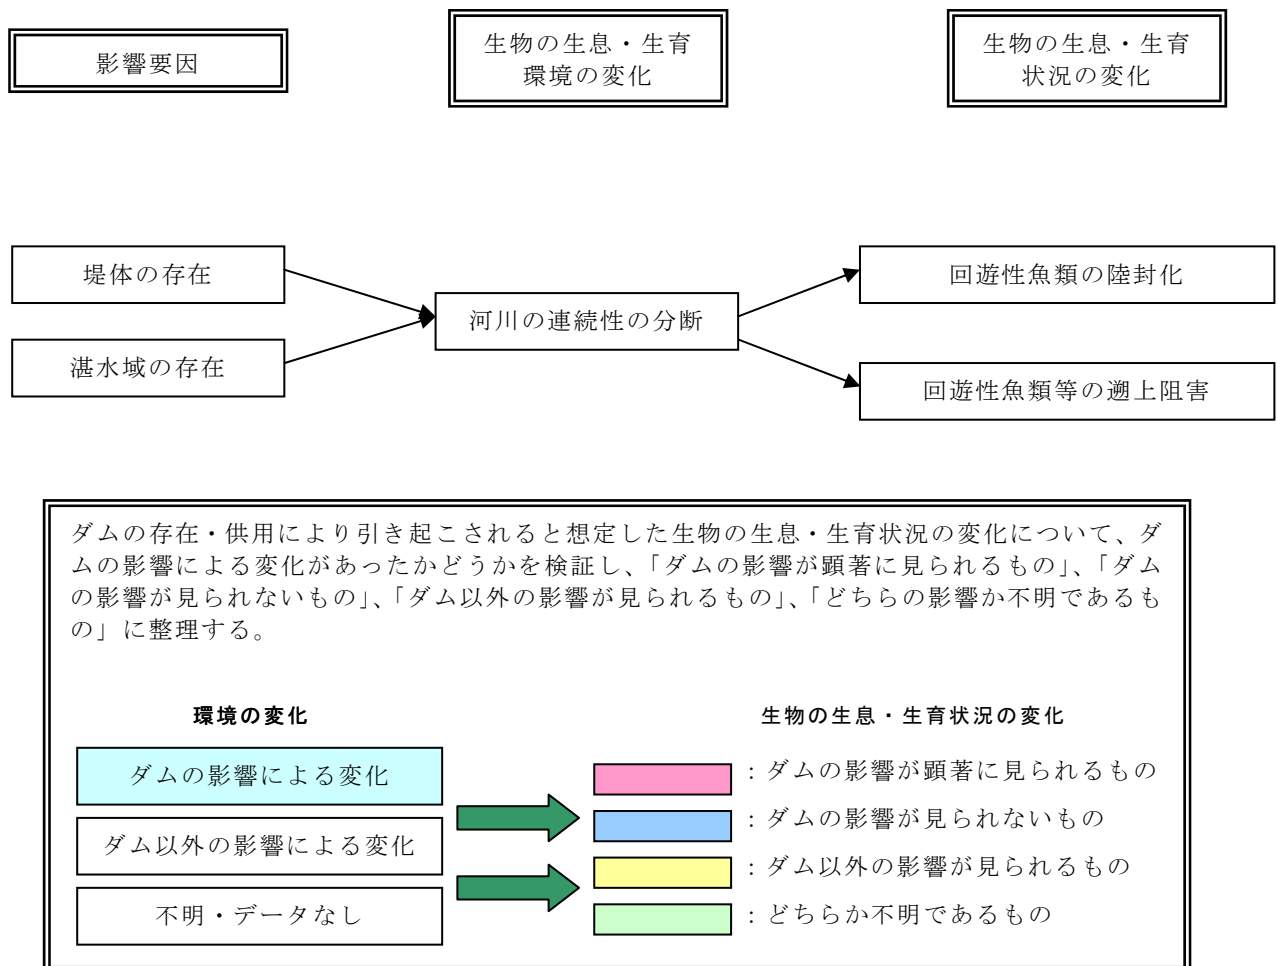 影響要因
生物の生息・生育
環境の変化
生物の生息・生育
状況の変化
堤体の存在
湛水域の存在
河川の連続性の分断
回遊性魚類の陸封化
回遊性魚類等の遡上阻害
ダムの存在・供用により引き起こされると想定した生物の生息・生育状況の変化について、ダ
ムの影響による変化があったかどうかを検証し、「ダムの影響が顕著に見られるもの」、「ダム
の影響が見られないもの」、「ダム以外の影響が見られるもの」、「どちらの影響か不明であるも
の」に整理する。
環境の変化
ダムの影響による変化
ダム以外の影響による変化
不明・データなし
生物の生息・生育状況の変化
：ダムの影響が顕著に見られるもの
：ダムの影響が見られないもの
：ダム以外の影響が見られるもの
：どちらか不明であるもの